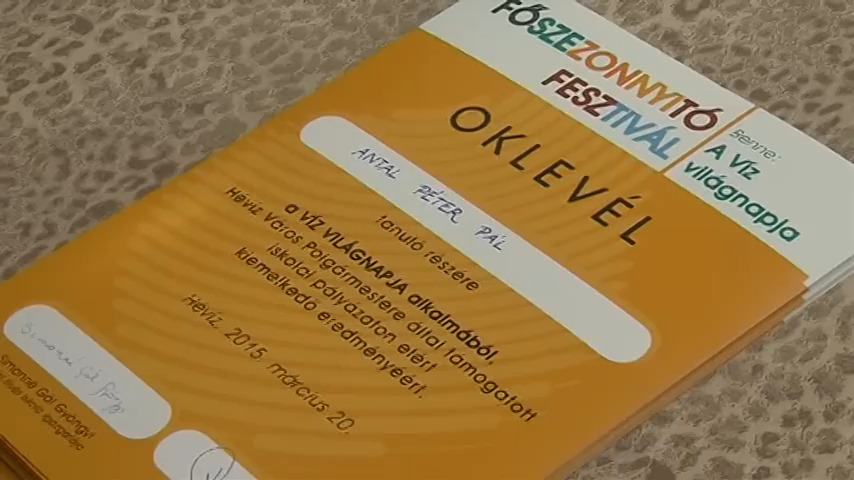 FŐSZEZONNYITÓ
FESZTIVÁL
Benne:
A VÍZ
világnapja
OKLEVÉL
ANTAL PÉTER PÁL
tanuló részére
a VÍZ VILÁGNAPJA alkalmából,
Hévíz Város Polgármestere által támogatott
iskolai pályázaton elért
kiemelkedő eredményeért.
Hévíz, 2015. március 20.
Simonné Gál Gyöngyi